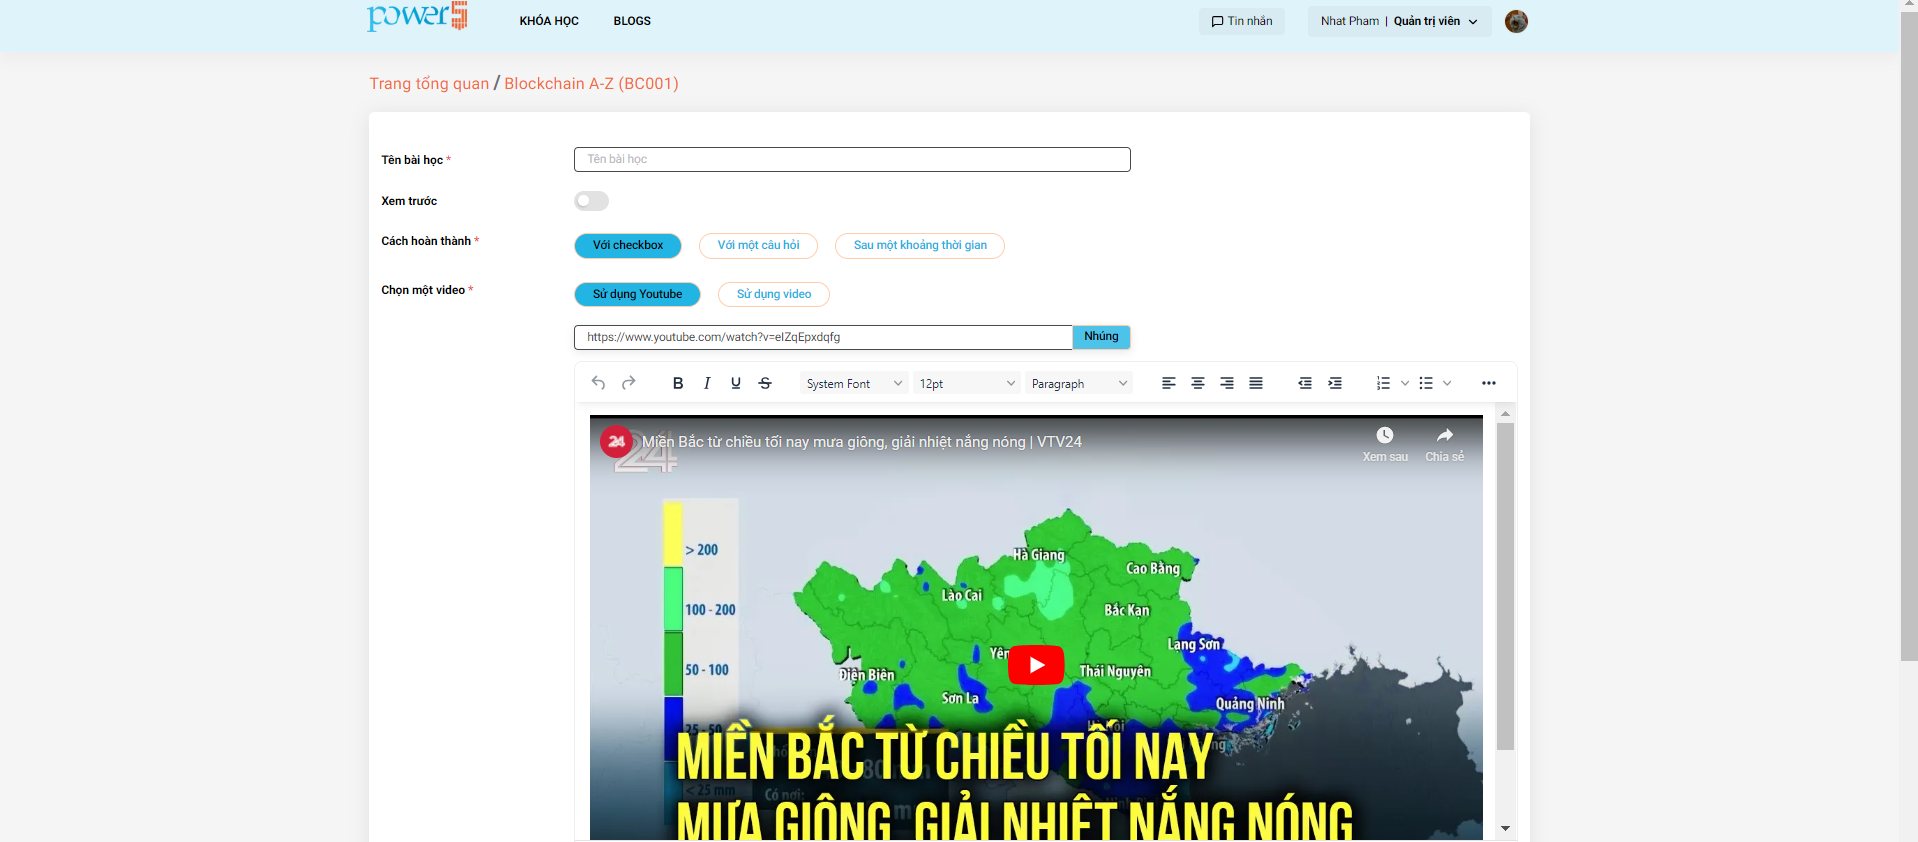 power5
KHÓA HỌC
BLOGS
Tin nhắn
Nhat Pham | Quản trị viên
Trang tổng quan / Blockchain A-Z (BC001)
Tên bài học *
Tên bài học
Xem trước
Cách hoàn thành *
Với checkbox
Với một câu hỏi
Sau một khoảng thời gian
Chọn một video *
Sử dụng Youtube
Sử dụng video
https://www.youtube.com/watch?v=eIZqEpxdqfg
Nhúng
B I U S
System Font
12pt
Paragraph
24
Miền Bắc từ chiều tối nay mưa giông, giải nhiệt nắng nóng | VTV24
Xem sau
Chia sẻ
24
> 200
100 - 200
50 - 100
25 - 50
< 25 mm
Hà Giang
Cao Bằng
Lào Cai
Bắc Kạn
Lạng Sơn
Yên
Thái Nguyên
Điện Biên
Sơn La
Quảng Ninh
Hà Nội
Có nơi:
MIỀN BẮC TỪ CHIỀU TỐI NAY
MƯA GIÔNG, GIẢI NHIỆT NẮNG NÓNG